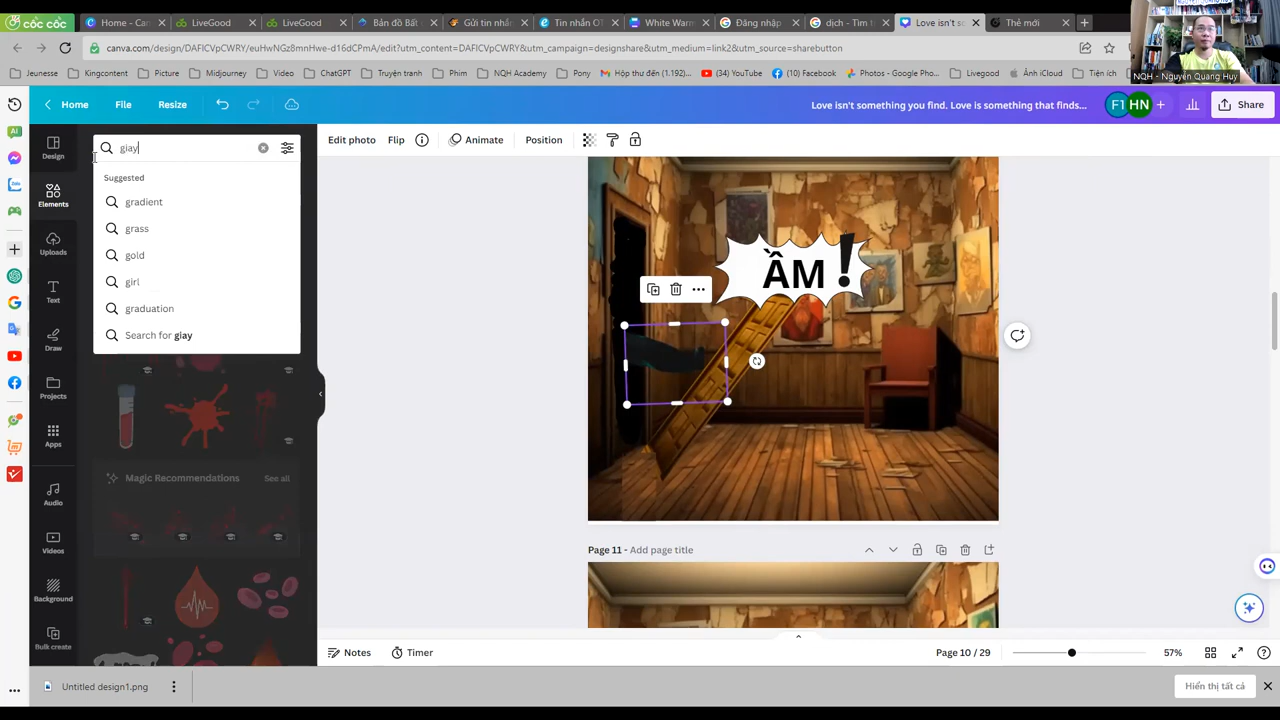 cốc cốc
Home - Canv
LiveGood
LiveGood
Bản đồ Bất
Gửi tin nhắn
Tin nhắn OT
White Warm
Đăng nhập
dịch - Tìm t
Love isn't so
Thẻ mới
canva.com/design/DAFICVpCWRY/euHwNGz8mnHwe-d16dCPmA/edit?utm_content=DAFICVpCWRY&utm_campaign=designshare&utm_medium=link2&utm_source=sharebutton
Jeunesse
Kingcontent
Picture
Midjourney
Video
ChatGPT
Truyện tranh
Phim
NQH Academy
Pony
Hộp thư đến (1.192)...
(34) YouTube
(10) Facebook
Photos - Google Pho...
Livegood
Ảnh iCloud
Tiện ích
NQH - Nguyễn Quang Huy
Home
File
Resize
Love isn't something you find. Love is something that finds...
F1
HN
Share
Design
Elements
Uploads
Text
Draw
Projects
Apps
Audio
Videos
Background
Bulk create
giay
Suggested
gradient
grass
gold
girl
graduation
Search for giay
Magic Recommendations
See all
Edit photo
Flip
Animate
Position
ẦM !
Page 11 - Add page title
Notes
Timer
Page 10 / 29
57%
Untitled design1.png
Hiển thị tất cả